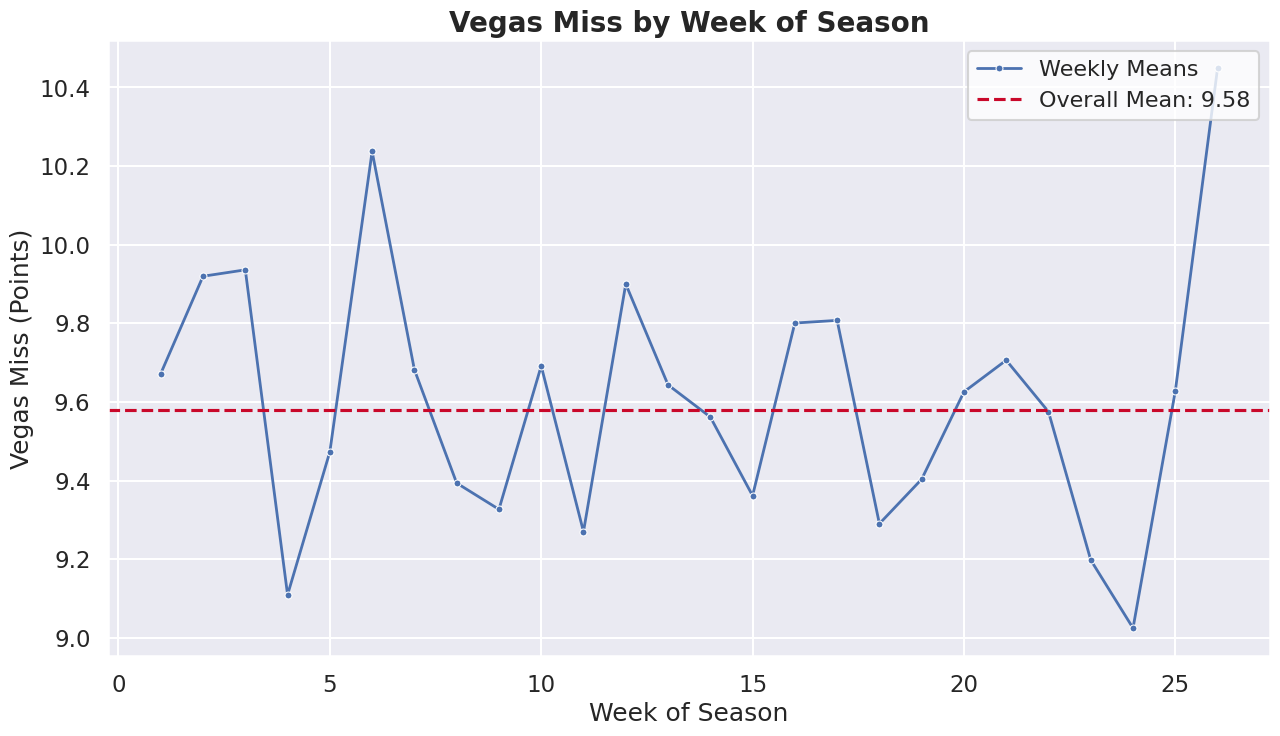 Vegas Miss by Week of Season
Weekly Means
Overall Mean: 9.58
Vegas Miss (Points)
10.4
10.2
10.0
9.8
9.6
9.4
9.2
9.0
0 5 10 15 20 25
Week of Season